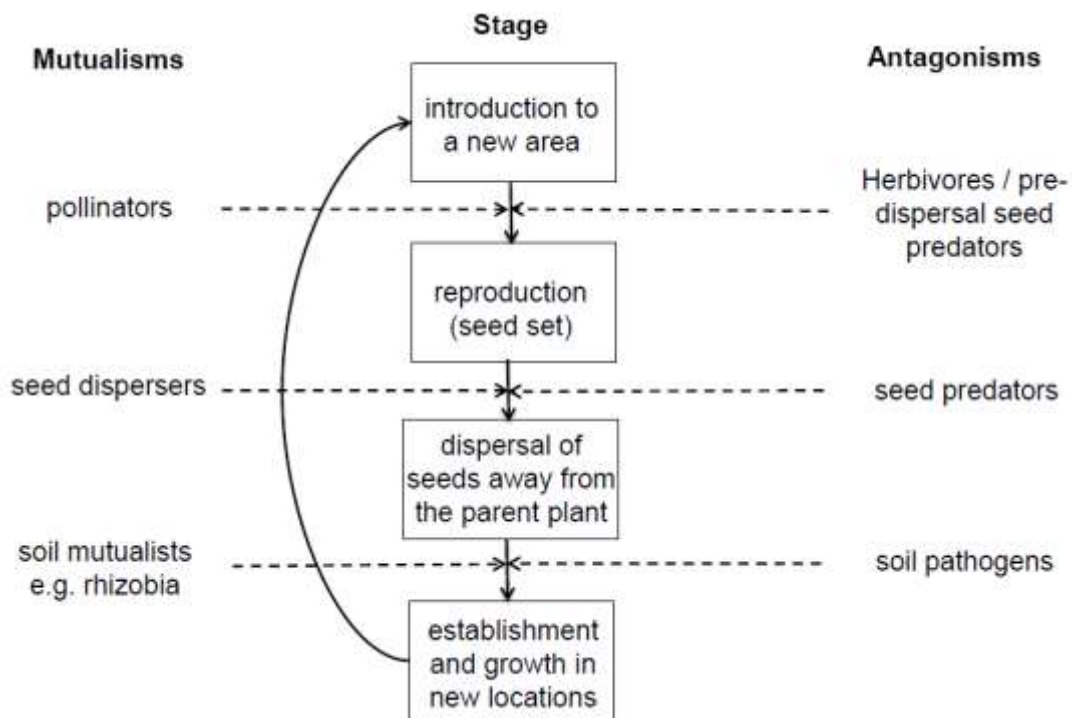 Stage
Mutualisms
Antagonisms
introduction to
a new area
pollinators
Herbivores / pre-
dispersal seed
predators
reproduction
(seed set)
seed dispersers
seed predators
dispersal of
seeds away from
the parent plant
soil mutualists
e.g. rhizobia
soil pathogens
establishment
and growth in
new locations